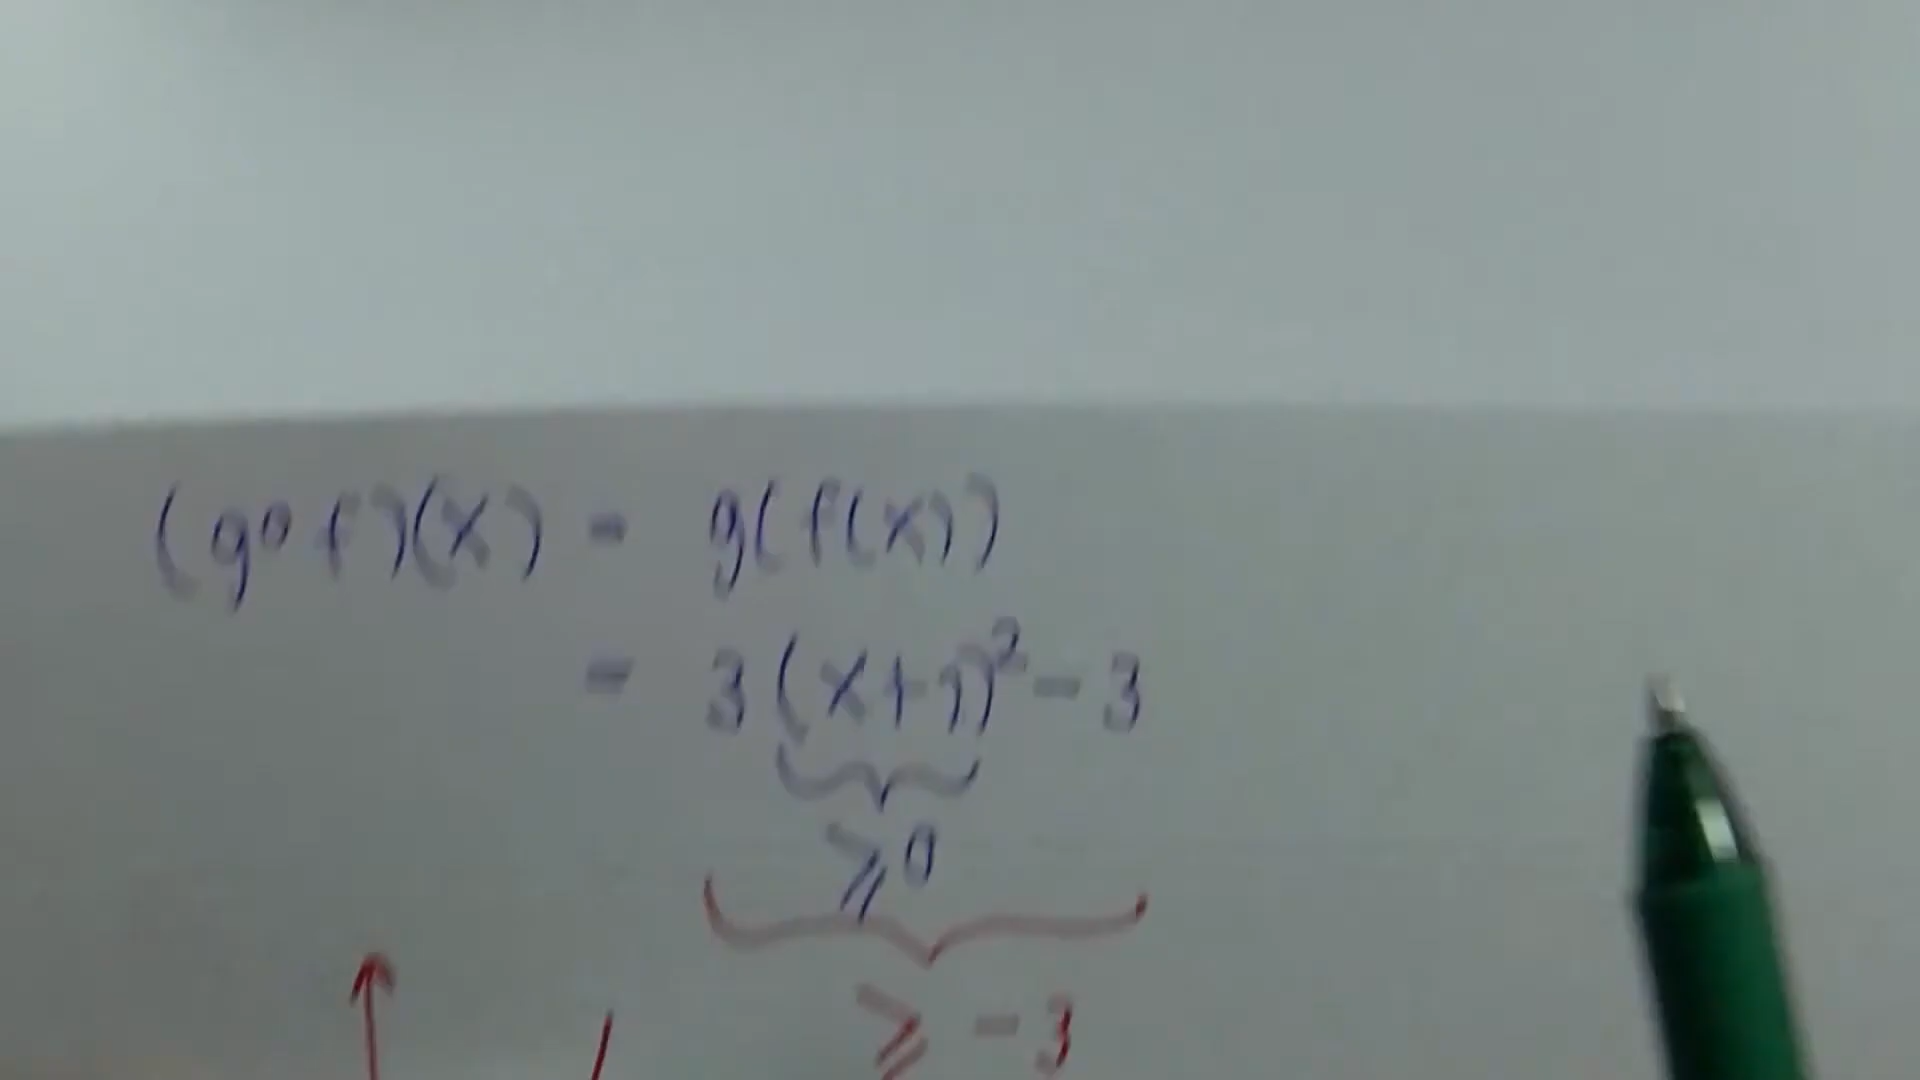 (g∘f)(x) = g(f(x))
= 3(x+1)² - 3
≥ 0
≥ -3